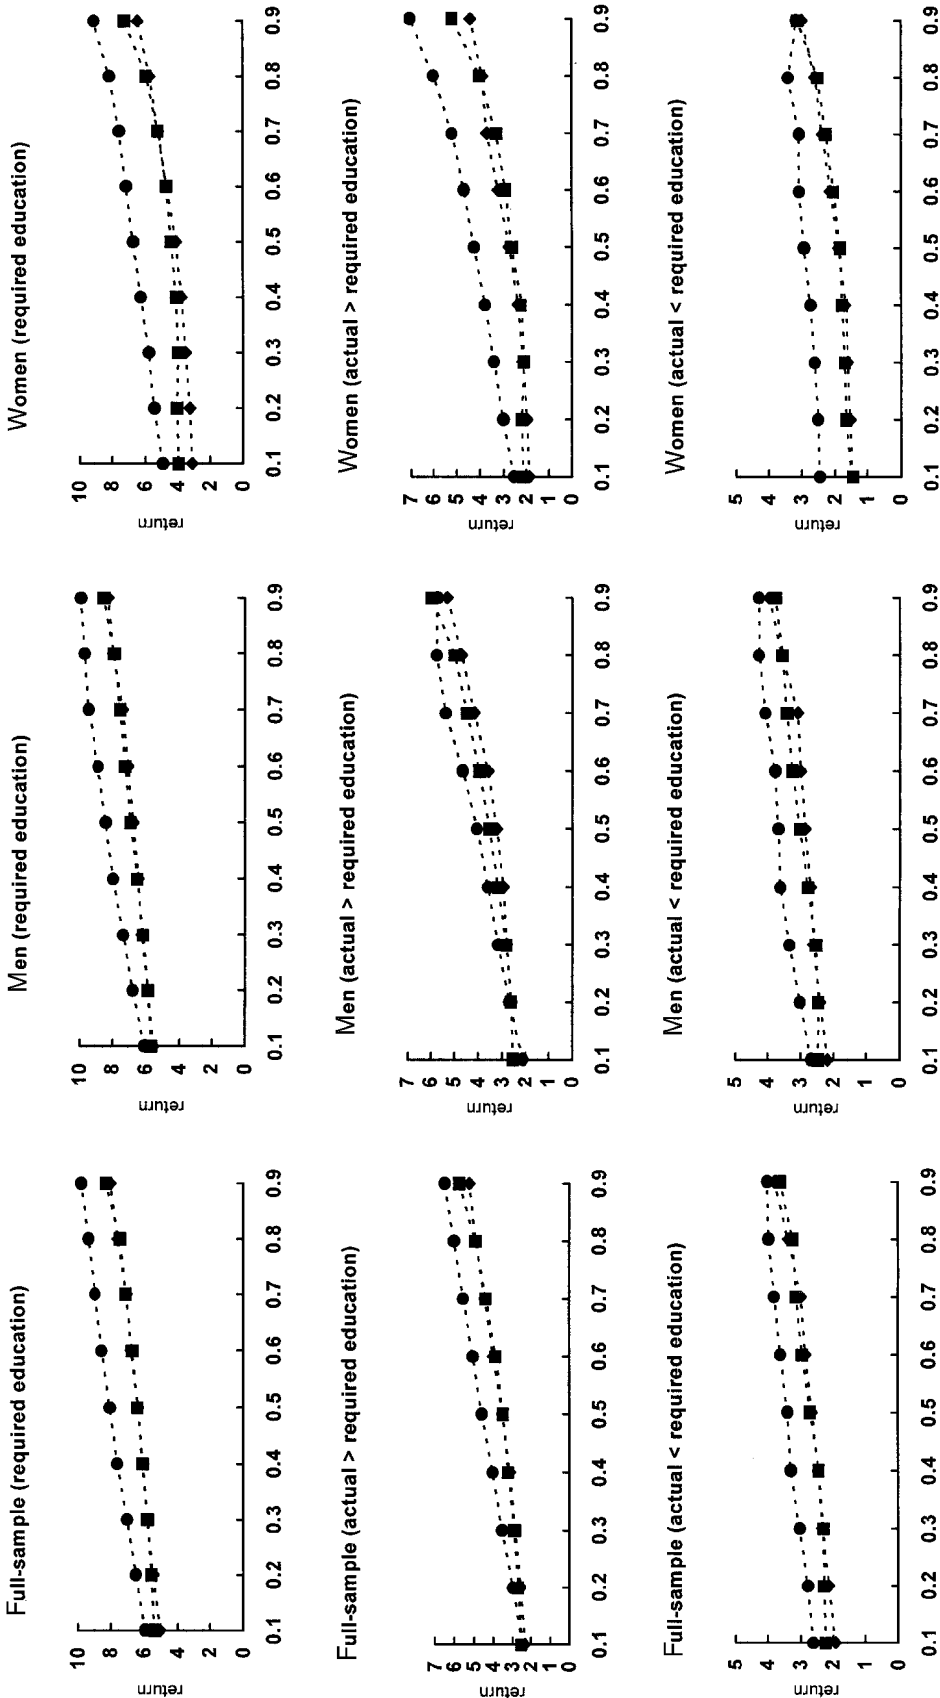 Full-sample (required education)
10
8
6
4
2
0
return
0.1 0.2 0.3 0.4 0.5 0.6 0.7 0.8 0.9
Men (required education)
10
8
6
4
2
0
return
0.1 0.2 0.3 0.4 0.5 0.6 0.7 0.8 0.9
Women (required education)
10
8
6
4
2
0
return
0.1 0.2 0.3 0.4 0.5 0.6 0.7 0.8 0.9
Full-sample (actual > required education)
7
6
5
4
3
2
1
0
return
0.1 0.2 0.3 0.4 0.5 0.6 0.7 0.8 0.9
Men (actual > required education)
7
6
5
4
3
2
1
0
return
0.1 0.2 0.3 0.4 0.5 0.6 0.7 0.8 0.9
Women (actual > required education)
7
6
5
4
3
2
1
0
return
0.1 0.2 0.3 0.4 0.5 0.6 0.7 0.8 0.9
Full-sample (actual < required education)
5
4
3
2
1
0
return
0.1 0.2 0.3 0.4 0.5 0.6 0.7 0.8 0.9
Men (actual < required education)
5
4
3
2
1
0
return
0.1 0.2 0.3 0.4 0.5 0.6 0.7 0.8 0.9
Women (actual < required education)
5
4
3
2
1
0
return
0.1 0.2 0.3 0.4 0.5 0.6 0.7 0.8 0.9